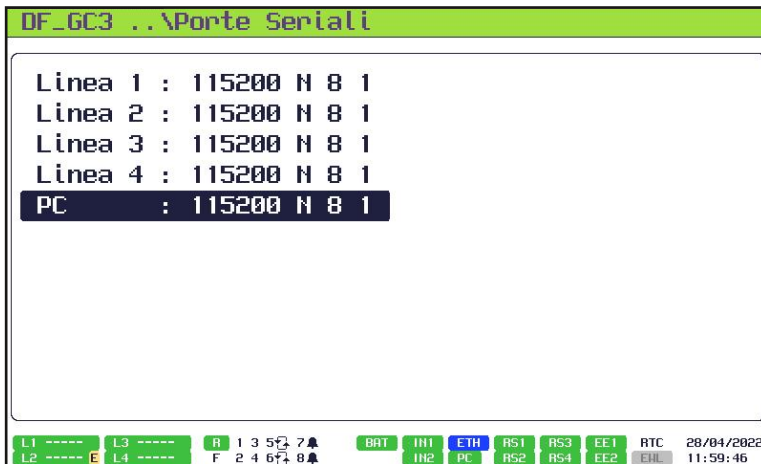 DF_GC3 ..\Porte Seriali
Linea 1 : 115200 N 8 1
Linea 2 : 115200 N 8 1
Linea 3 : 115200 N 8 1
Linea 4 : 115200 N 8 1
PC : 115200 N 8 1
L1 ----- L3 ----- R 1 3 5 7 BAT IN1 ETH RS1 RS3 EE1 RTC 28/04/2022
L2 ----- E L4 ----- F 2 4 6 8 IN2 PC RS2 RS4 EE2 EWL 11:59:46